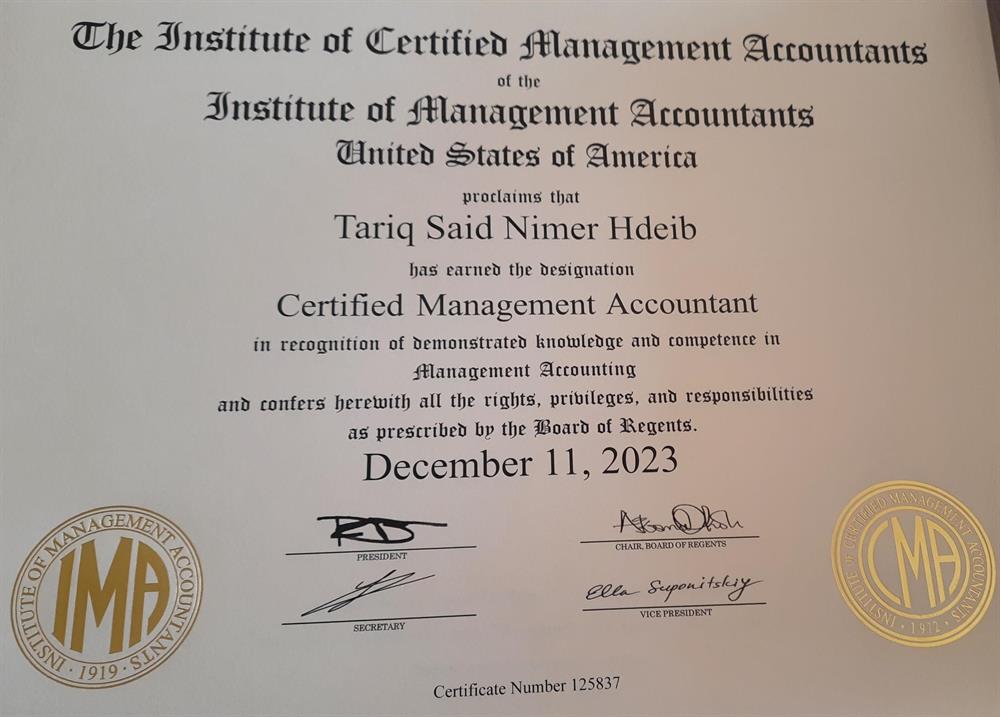 The Institute of Certified Management Accountants
of the
Institute of Management Accountants
United States of America
proclaims that
Tariq Said Nimer Hdeib
has earned the designation
Certified Management Accountant
in recognition of demonstrated knowledge and competence in
Management Accounting
and confers herewith all the rights, privileges, and responsibilities
as prescribed by the Board of Regents.
December 11, 2023
PRESIDENT
CHAIR, BOARD OF REGENTS
Ella Suponitskiy
SECRETARY
VICE PRESIDENT
INSTITUTE OF MANAGEMENT ACCOUNTANTS
IMA
· 1919 ·
INSTITUTE of CERTIFIED MANAGEMENT ACCOUNTANTS
CMA
· 1972 ·
Certificate Number 125837